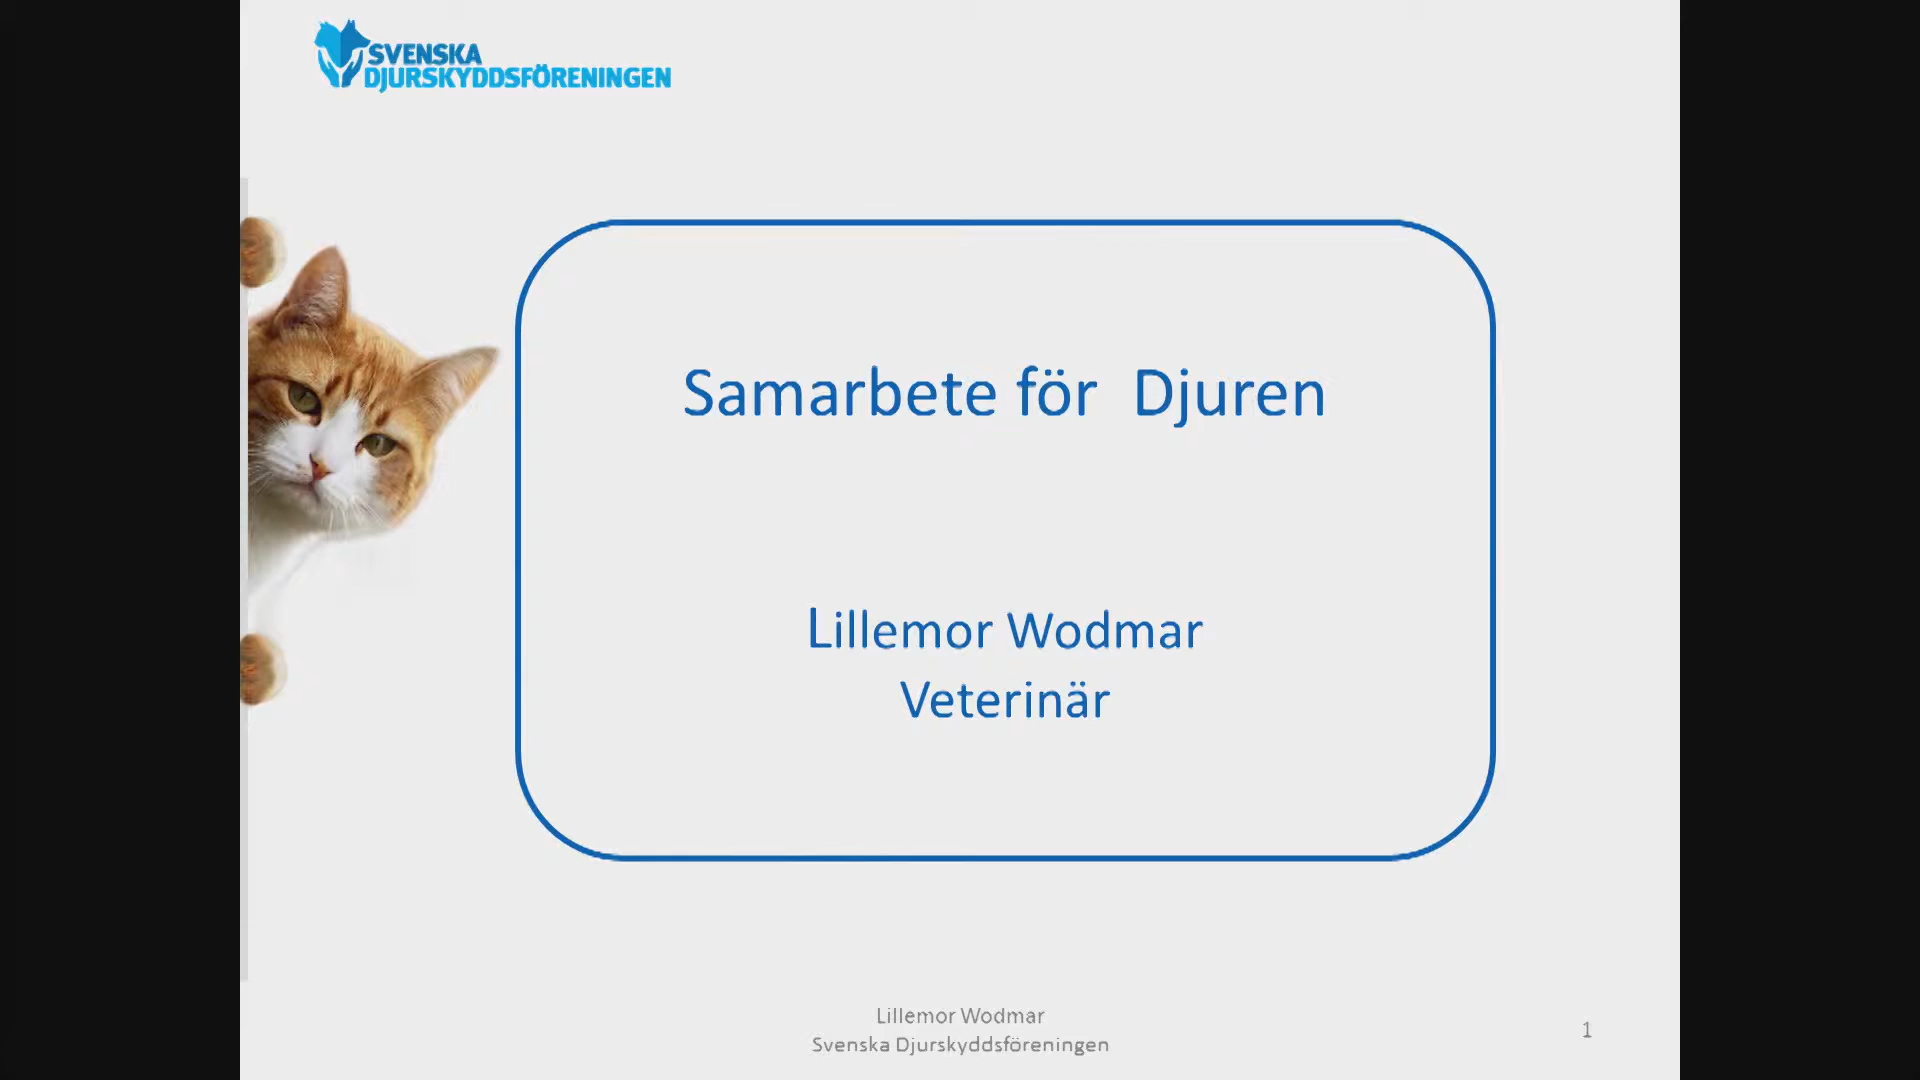 SVENSKA
DJURSKYDDSFÖRENINGEN
Samarbete för  Djuren
Lillemor Wodmar
Veterinär
Lillemor Wodmar
Svenska Djurskyddsföreningen
1